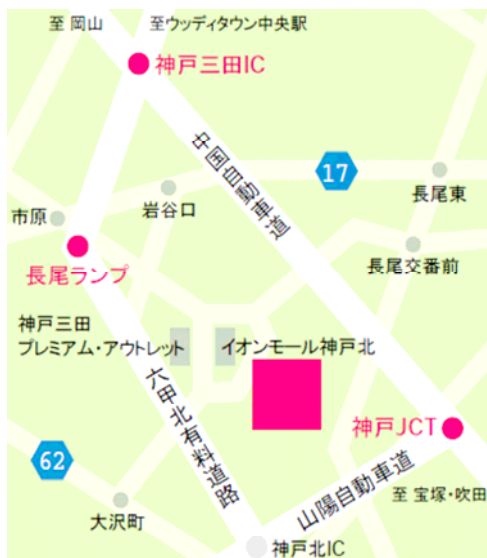 至 岡山
至ウッディタウン中央駅
神戸三田IC
中国自動車道
17
長尾東
岩谷口
市原
長尾ランプ
長尾交番前
神戸三田
プレミアム・アウトレット
イオンモール神戸北
六甲北有料道路
神戸JCT
62
山陽自動車道
至 宝塚・吹田
大沢町
神戸北IC